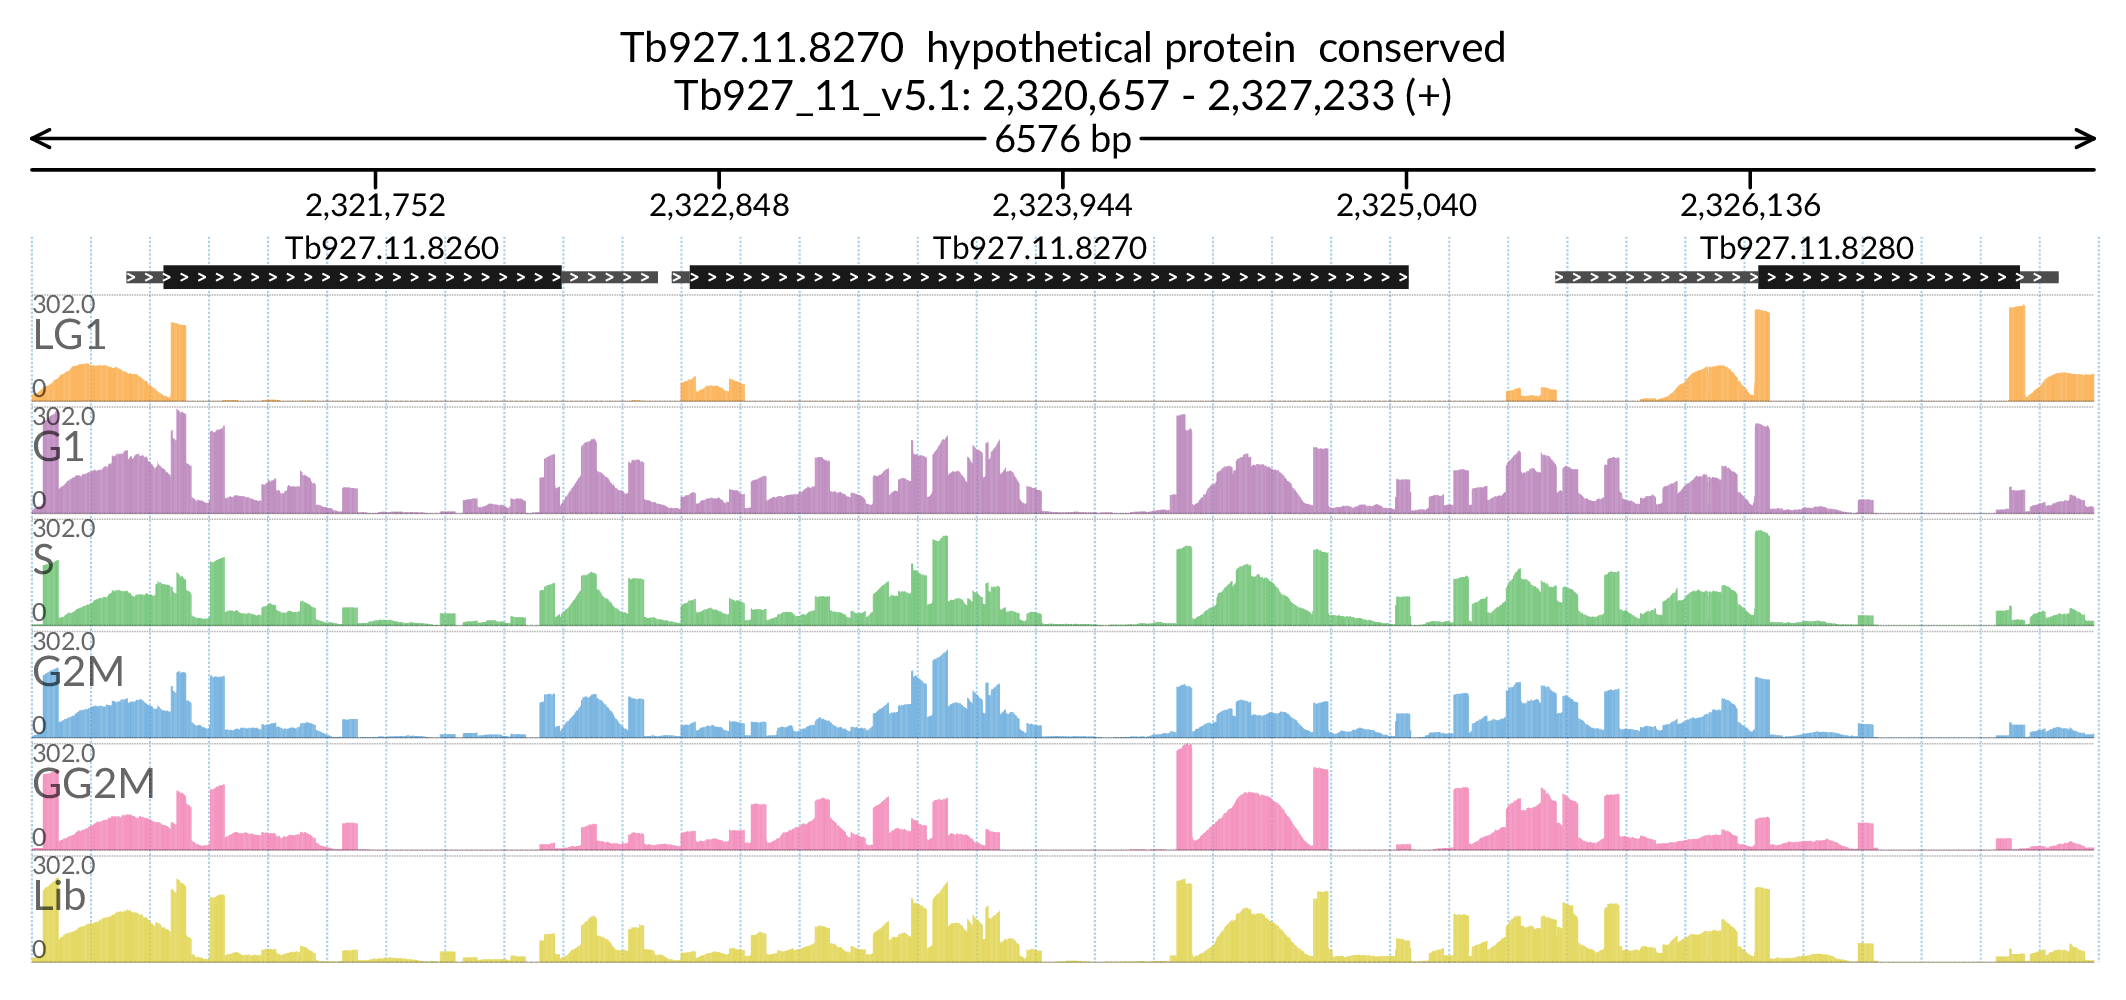 Tb927.11.8270  hypothetical protein  conserved
Tb927_11_v5.1: 2,320,657 - 2,327,233 (+)
6576 bp
2,321,752 2,322,848 2,323,944 2,325,040 2,326,136
Tb927.11.8260 Tb927.11.8270 Tb927.11.8280
302.0
LG1
0
302.0
G1
0
302.0
S
0
302.0
G2M
0
302.0
GG2M
0
302.0
Lib
0